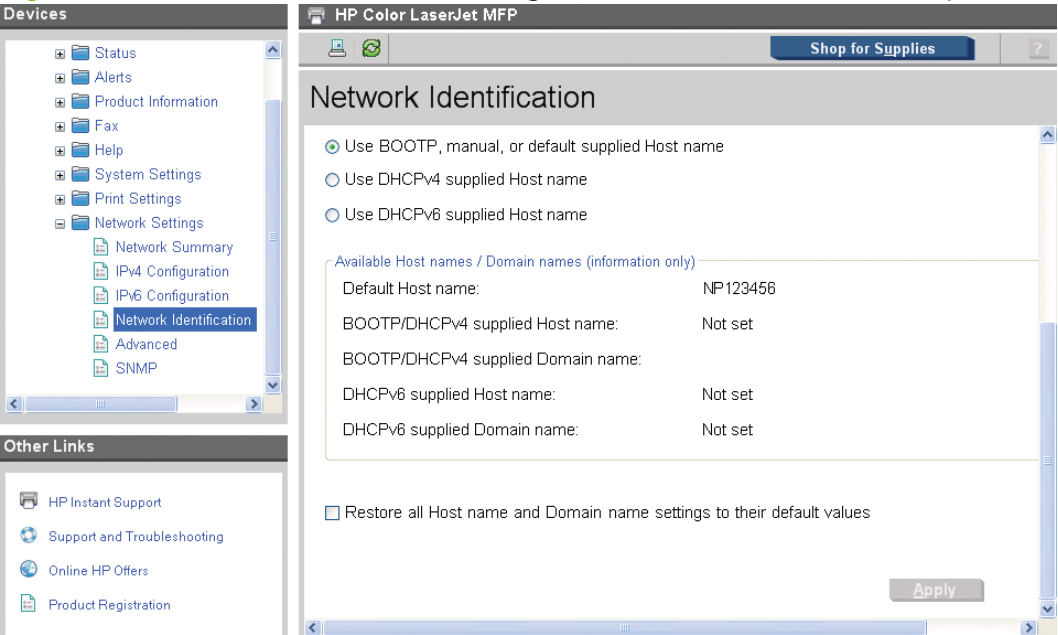 Devices
Status
Alerts
Product Information
Fax
Help
System Settings
Print Settings
Network Settings
Network Summary
IPv4 Configuration
IPv6 Configuration
Network Identification
Advanced
SNMP
Other Links
HP Instant Support
Support and Troubleshooting
Online HP Offers
Product Registration
HP Color LaserJet MFP
Shop for Supplies
?
Network Identification
Use BOOTP, manual, or default supplied Host name
Use DHCPv4 supplied Host name
Use DHCPv6 supplied Host name
Available Host names / Domain names (information only)
Default Host name: NP123456
BOOTP/DHCPv4 supplied Host name: Not set
BOOTP/DHCPv4 supplied Domain name:
DHCPv6 supplied Host name: Not set
DHCPv6 supplied Domain name: Not set
Restore all Host name and Domain name settings to their default values
Apply